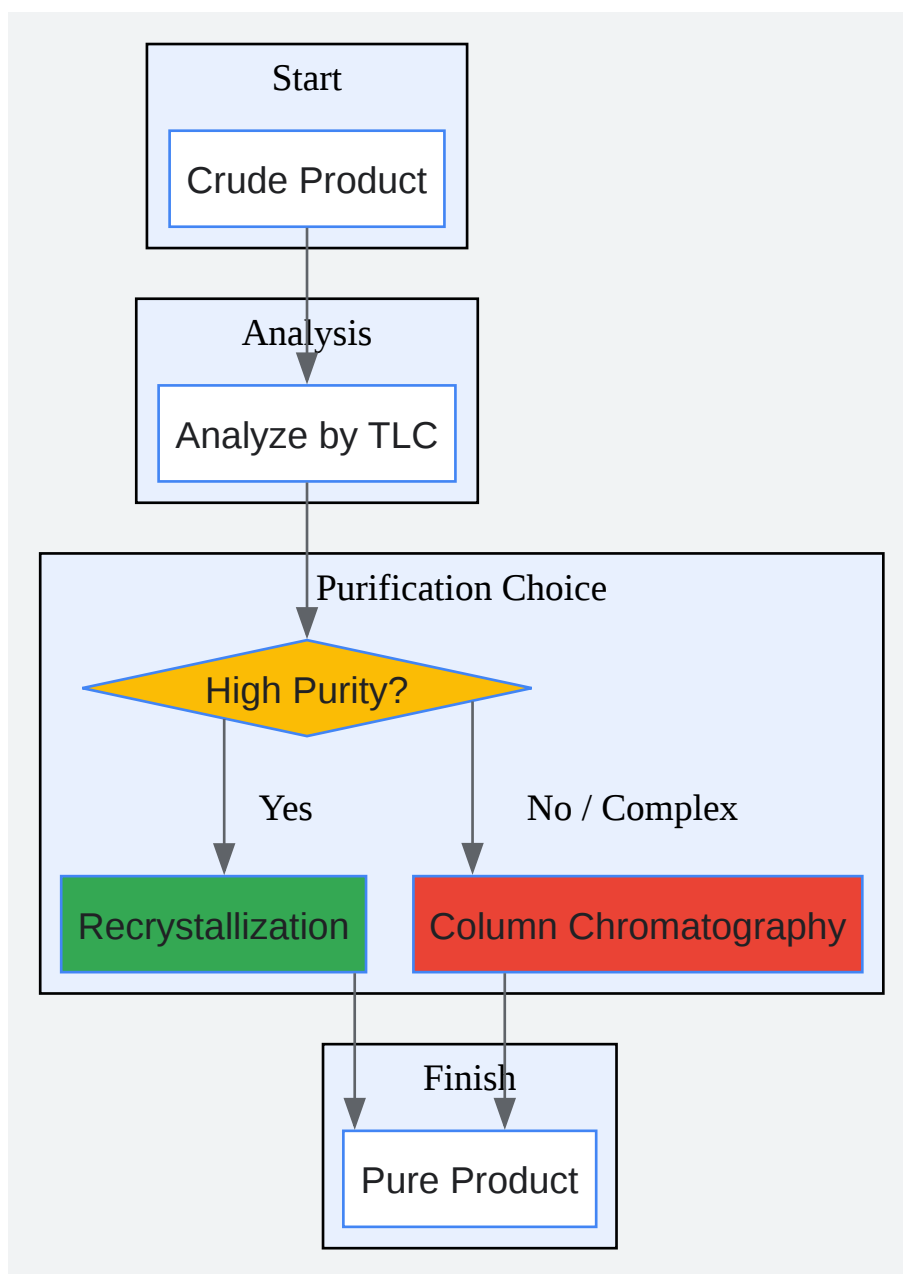 Start
Crude Product
Analysis
Analyze by TLC
Purification Choice
High Purity?
Yes
No / Complex
Recrystallization
Column Chromatography
Finish
Pure Product